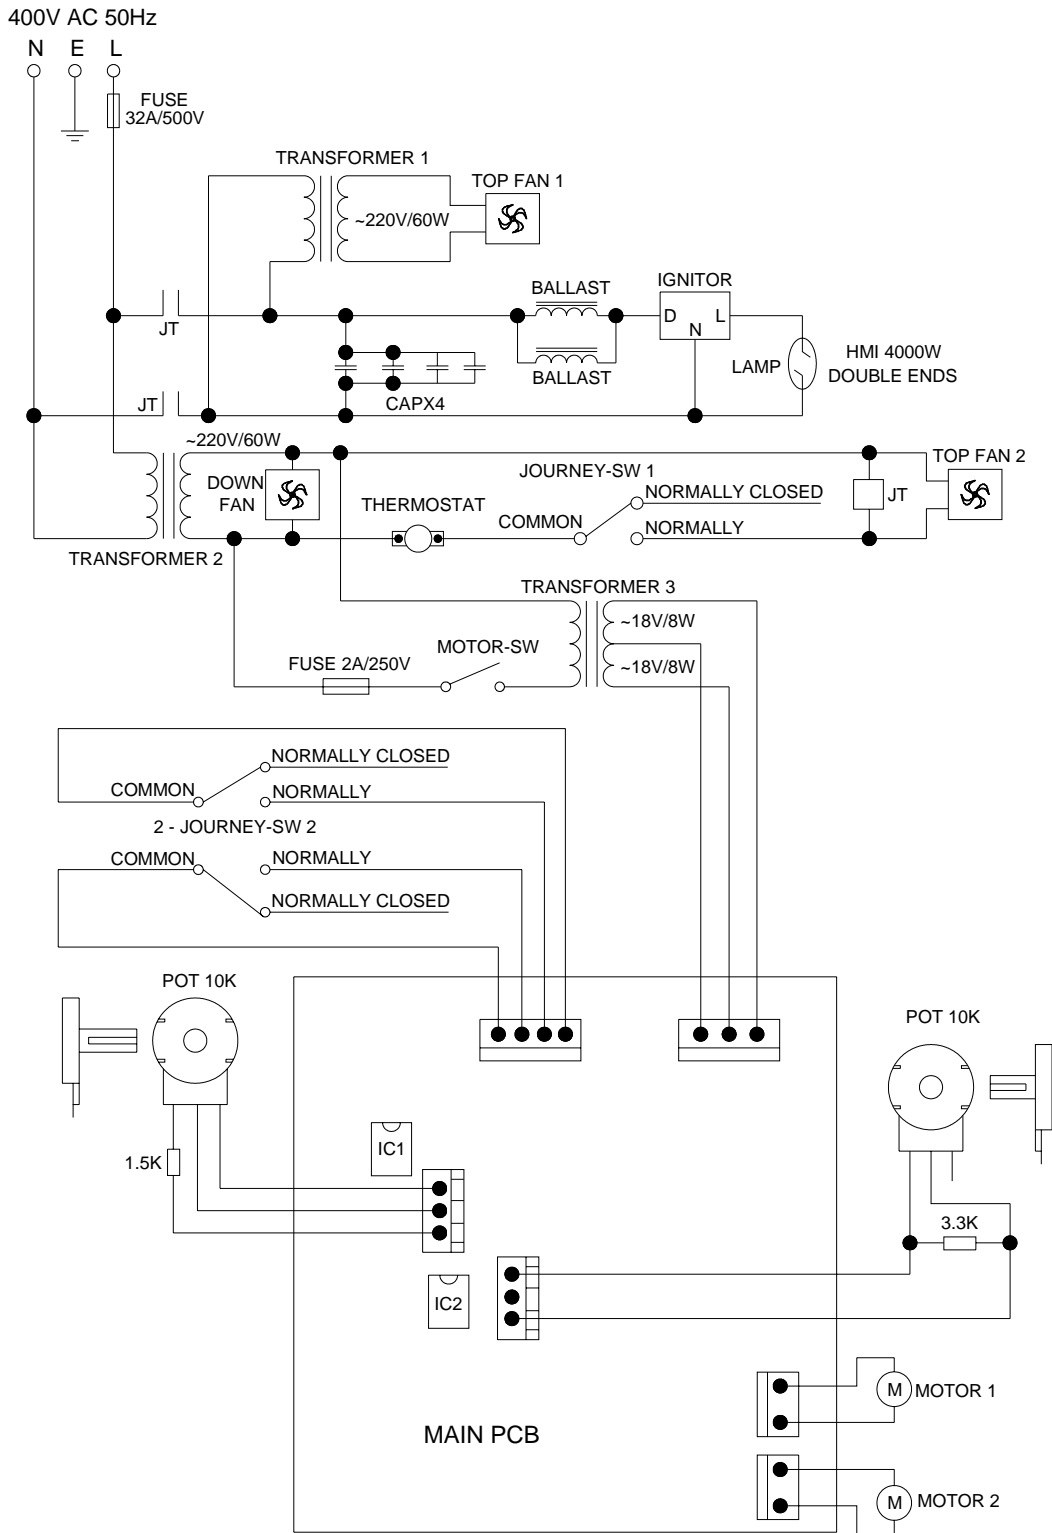 400V AC 50Hz
N E L
FUSE
32A/500V
TRANSFORMER 1
TOP FAN 1
~220V/60W
BALLAST
IGNITOR
D L
N
JT
LAMP
HMI 4000W
DOUBLE ENDS
BALLAST
CAPX4
JT
~220V/60W
DOWN
FAN
JOURNEY-SW 1
TOP FAN 2
THERMOSTAT
NORMALLY CLOSED
JT
COMMON
NORMALLY
TRANSFORMER 2
TRANSFORMER 3
~18V/8W
MOTOR-SW
FUSE 2A/250V
~18V/8W
NORMALLY CLOSED
COMMON
NORMALLY
2 - JOURNEY-SW 2
COMMON
NORMALLY
NORMALLY CLOSED
POT 10K
POT 10K
IC1
1.5K
3.3K
IC2
M MOTOR 1
MAIN PCB
M MOTOR 2